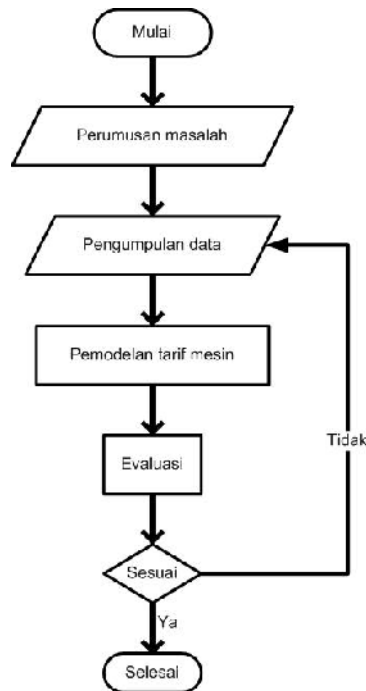 Mulai
Perumusan masalah
Pengumpulan data
Pemodelan tarif mesin
Evaluasi
Tidak
Sesuai
Ya
Selesai